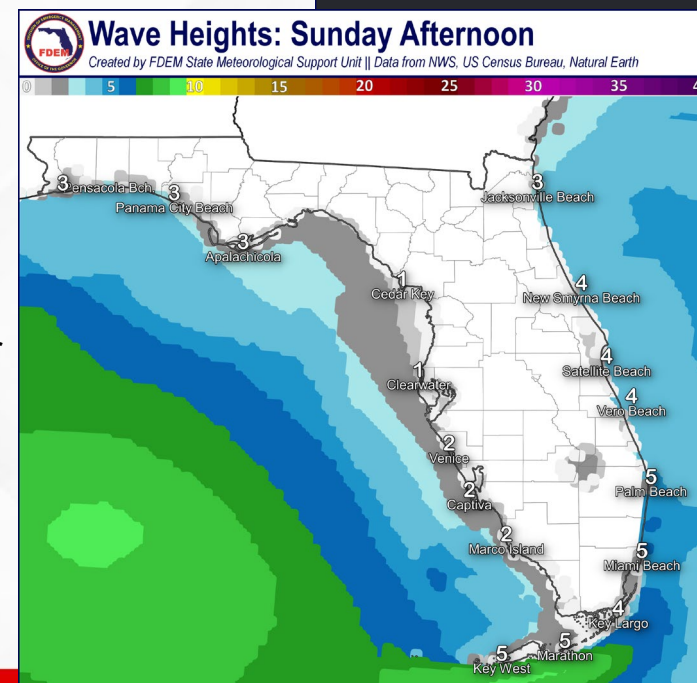 FDEM
Wave Heights: Sunday Afternoon
Created by FDEM State Meteorological Support Unit || Data from NWS, US Census Bureau, Natural Earth
0 5 10 15 20 25 30 35 4
3
Pensacola Bch.
3
Panama City Beach
3
Apalachicola
3
Jacksonville Beach
1
Cedar Key
4
New Smyrna Beach
1
Clearwater
4
Satellite Beach
4
Vero Beach
2
Venice
5
Palm Beach
2
Captiva
2
Marco Island
5
Miami Beach
4
Key Largo
5
Marathon
5
Key West